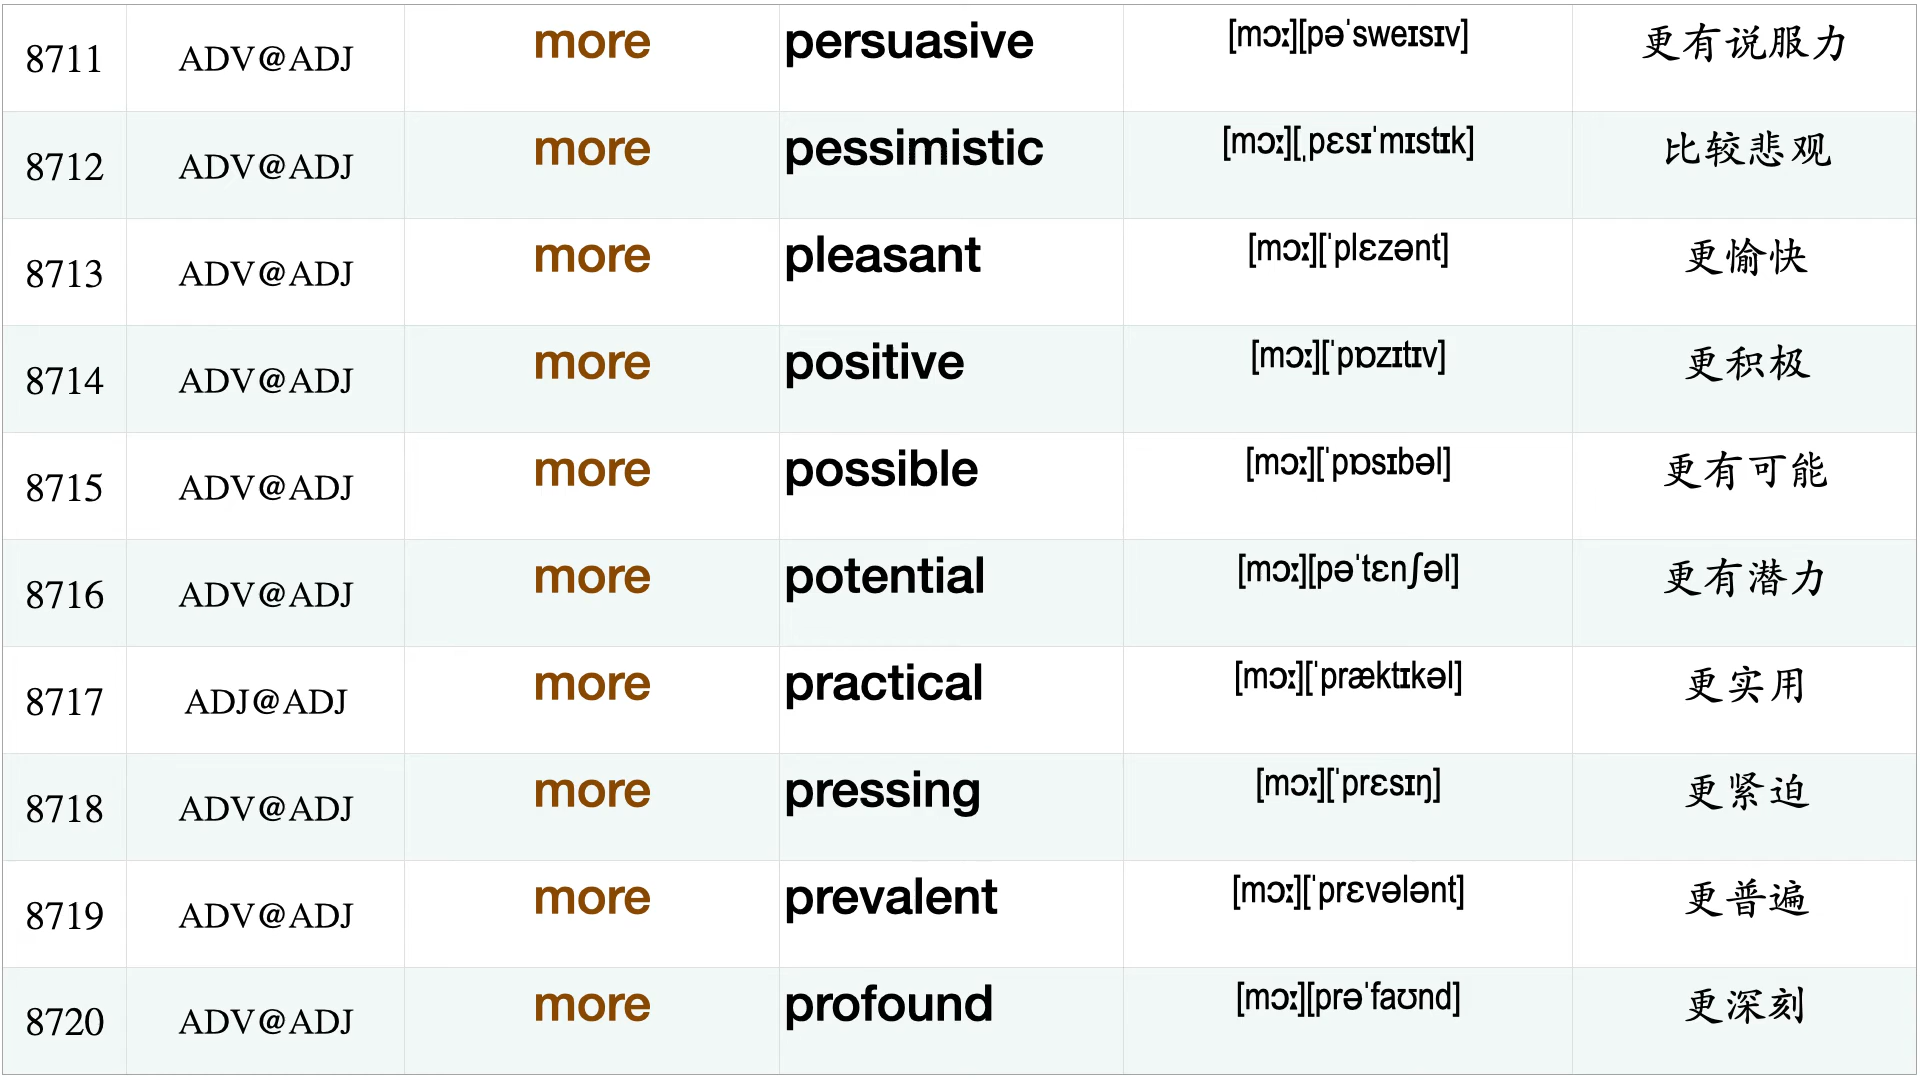 8711 ADV@ADJ more persuasive [mɔː][pəˈsweɪsɪv] 更有说服力
8712 ADV@ADJ more pessimistic [mɔː][ˌpɛsɪˈmɪstɪk] 比较悲观
8713 ADV@ADJ more pleasant [mɔː][ˈplɛzənt] 更愉快
8714 ADV@ADJ more positive [mɔː][ˈpɒzɪtɪv] 更积极
8715 ADV@ADJ more possible [mɔː][ˈpɒsɪbəl] 更有可能
8716 ADV@ADJ more potential [mɔː][pəˈtɛnʃəl] 更有潜力
8717 ADJ@ADJ more practical [mɔː][ˈpræktɪkəl] 更实用
8718 ADV@ADJ more pressing [mɔː][ˈprɛsɪŋ] 更紧迫
8719 ADV@ADJ more prevalent [mɔː][ˈprɛvələnt] 更普遍
8720 ADV@ADJ more profound [mɔː][prəˈfaʊnd] 更深刻